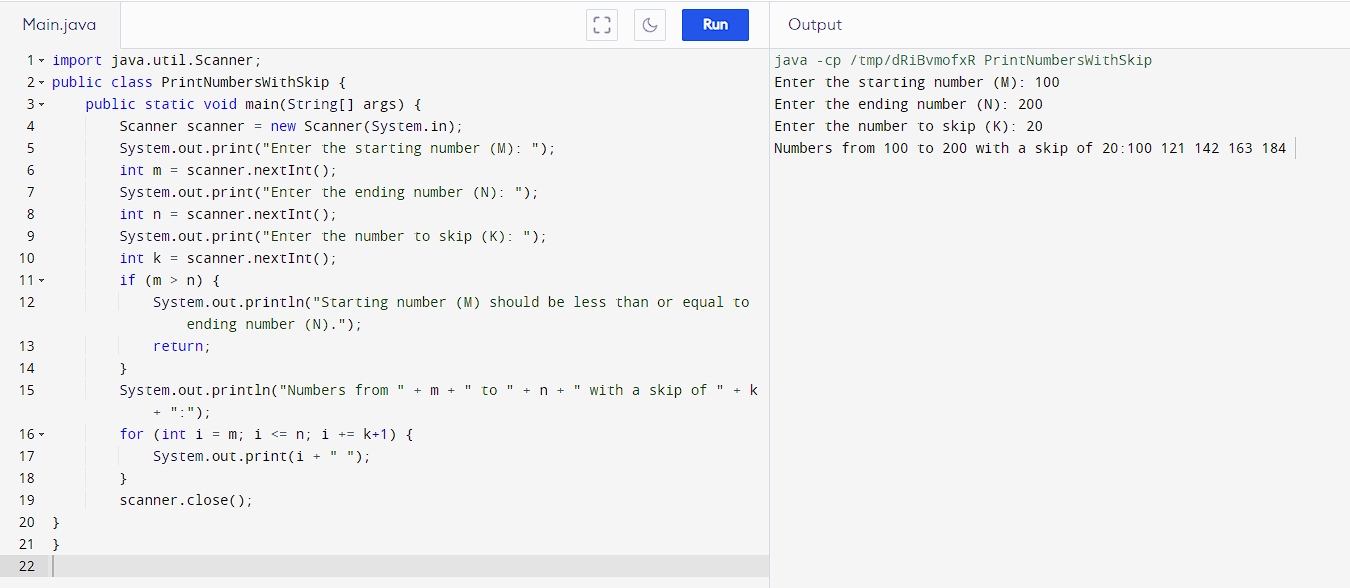 Main.java
Run
Output
1 import java.util.Scanner;
2 public class PrintNumbersWithSkip {
3     public static void main(String[] args) {
4         Scanner scanner = new Scanner(System.in);
5         System.out.print("Enter the starting number (M): ");
6         int m = scanner.nextInt();
7         System.out.print("Enter the ending number (N): ");
8         int n = scanner.nextInt();
9         System.out.print("Enter the number to skip (K): ");
10         int k = scanner.nextInt();
11         if (m > n) {
12             System.out.println("Starting number (M) should be less than or equal to
ending number (N).");
13             return;
14         }
15         System.out.println("Numbers from " + m + " to " + n + " with a skip of " + k
+ ":");
16         for (int i = m; i <= n; i += k+1) {
17             System.out.print(i + " ");
18         }
19         scanner.close();
20 }
21 }
22
java -cp /tmp/dRiBvmofxR PrintNumbersWithSkip
Enter the starting number (M): 100
Enter the ending number (N): 200
Enter the number to skip (K): 20
Numbers from 100 to 200 with a skip of 20:100 121 142 163 184